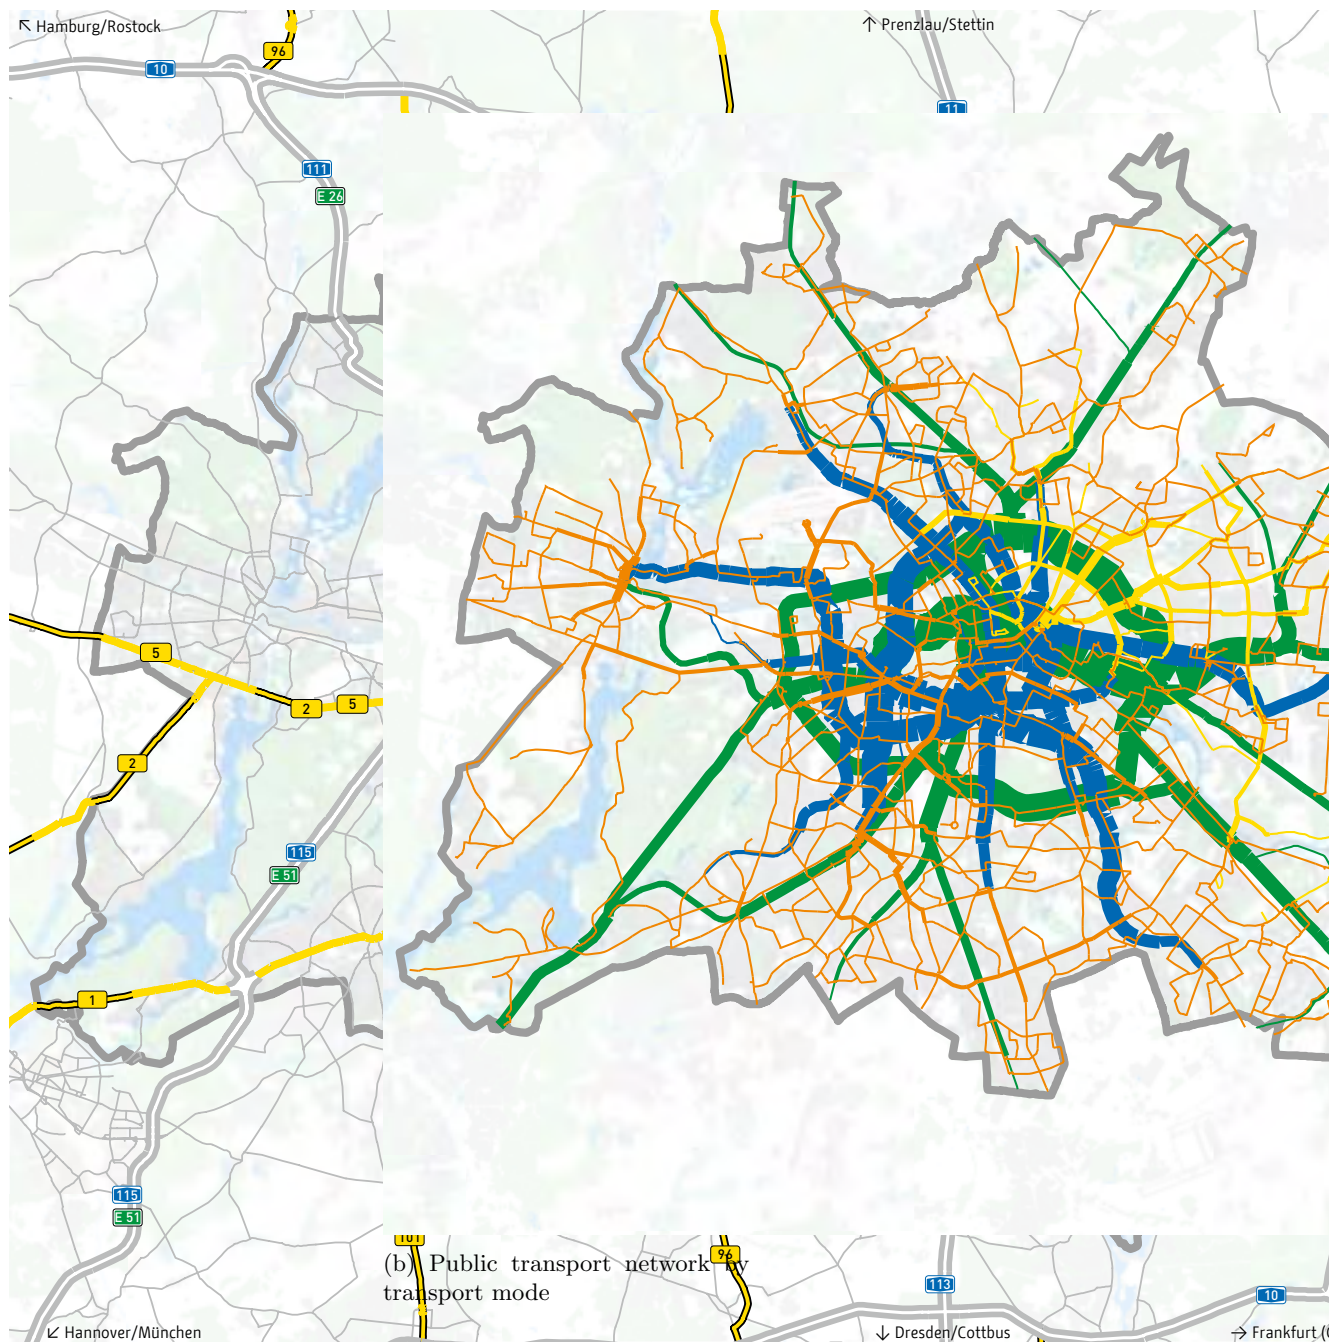 ↖ Hamburg/Rostock
↑ Prenzlau/Stettin
96
10
11
111
E 26
5
2
5
2
115
E 51
1
115
E 51
101
96
(b) Public transport network by
transport mode
113
10
↙ Hannover/München
↓ Dresden/Cottbus
→ Frankfurt